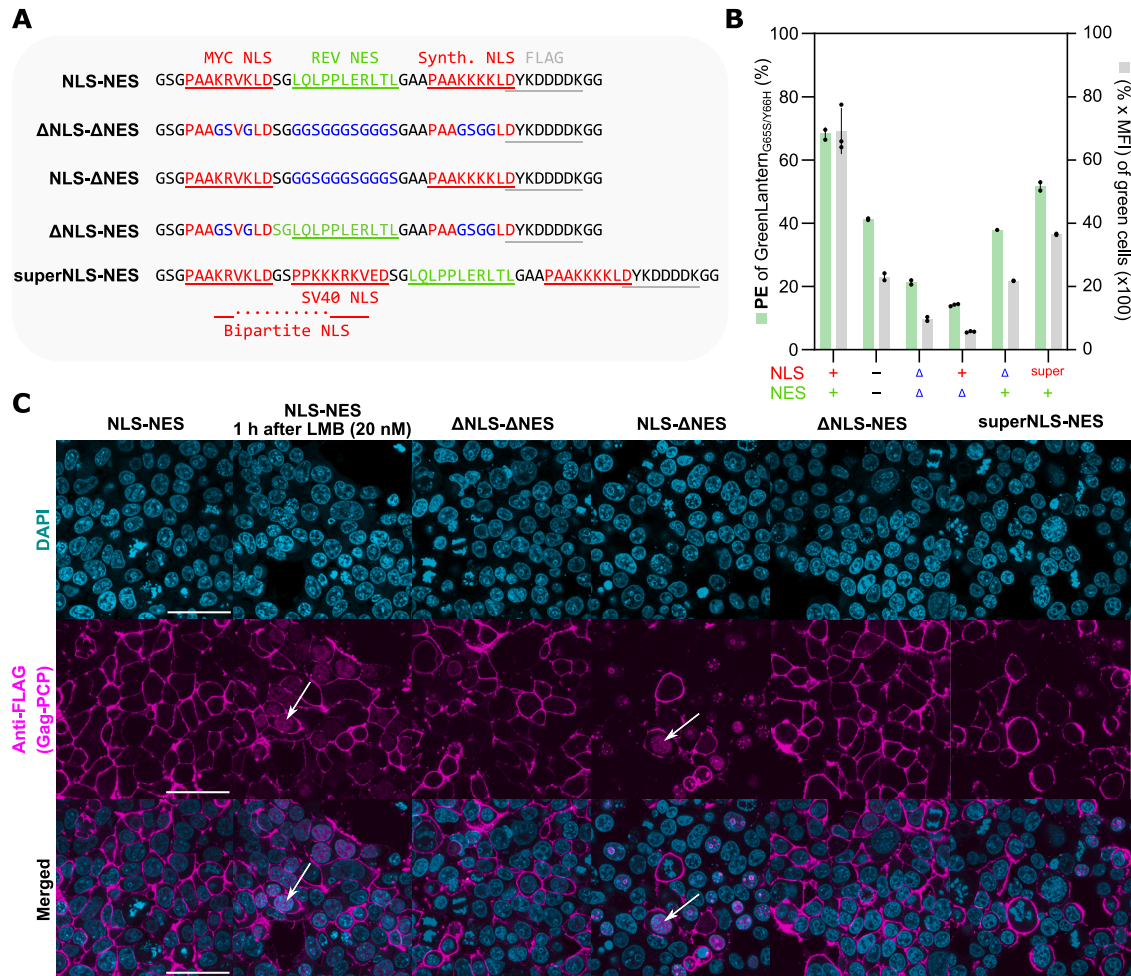 A
MYC NLS REV NES Synth. NLS FLAG
NLS-NES GSGPAAKRVKLDSGLQLPPLERLTLGAAPAAKKKKLDYKDDDDKGG
ΔNLS-ΔNES GSGPAAGSVGLDSGGGSGGGSGGGSGAAPAAGSGGLDYKDDDDKGG
NLS-ΔNES GSGPAAKRVKLDSGGGSGGGSGGGSGAAPAAKKKKLDYKDDDDKGG
ΔNLS-NES GSGPAAGSVGLDSGLQLPPLERLTLGAAPAAGSGGLDYKDDDDKGG
superNLS-NES GSGPAAKRVKLDGSPPKKKRKVEDSGLQLPPLERLTLGAAPAAKKKKLDYKDDDDKGG
SV40 NLS
Bipartite NLS
B
PE of GreenLantern G65S/Y66H (%)
100
80
60
40
20
0
100
80
60
40
20
0
(% x MFI) of green cells (x100)
NLS + – Δ + Δ super
NES + – Δ Δ + +
C
NLS-NES
NLS-NES
1 h after LMB (20 nM)
ΔNLS-ΔNES
NLS-ΔNES
ΔNLS-NES
superNLS-NES
DAPI
Anti-FLAG
(Gag-PCP)
Merged